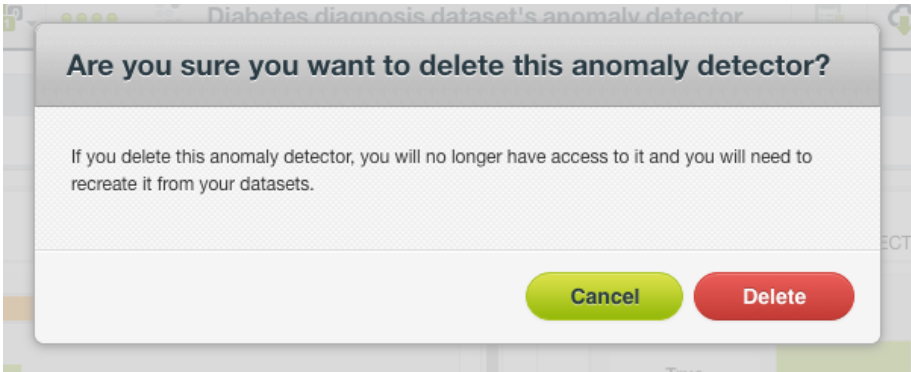 Diabetes diagnosis dataset's anomaly detector
Are you sure you want to delete this anomaly detector?
If you delete this anomaly detector, you will no longer have access to it and you will need to
recreate it from your datasets.
ECT
Cancel
Delete